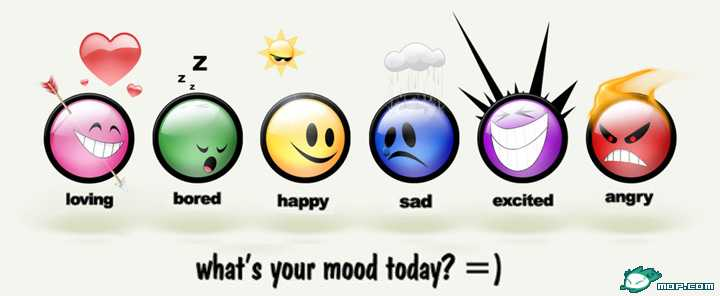 z
Z
z
loving
bored
happy
sad
excited
angry
what's your mood today? =)
MOP.COM